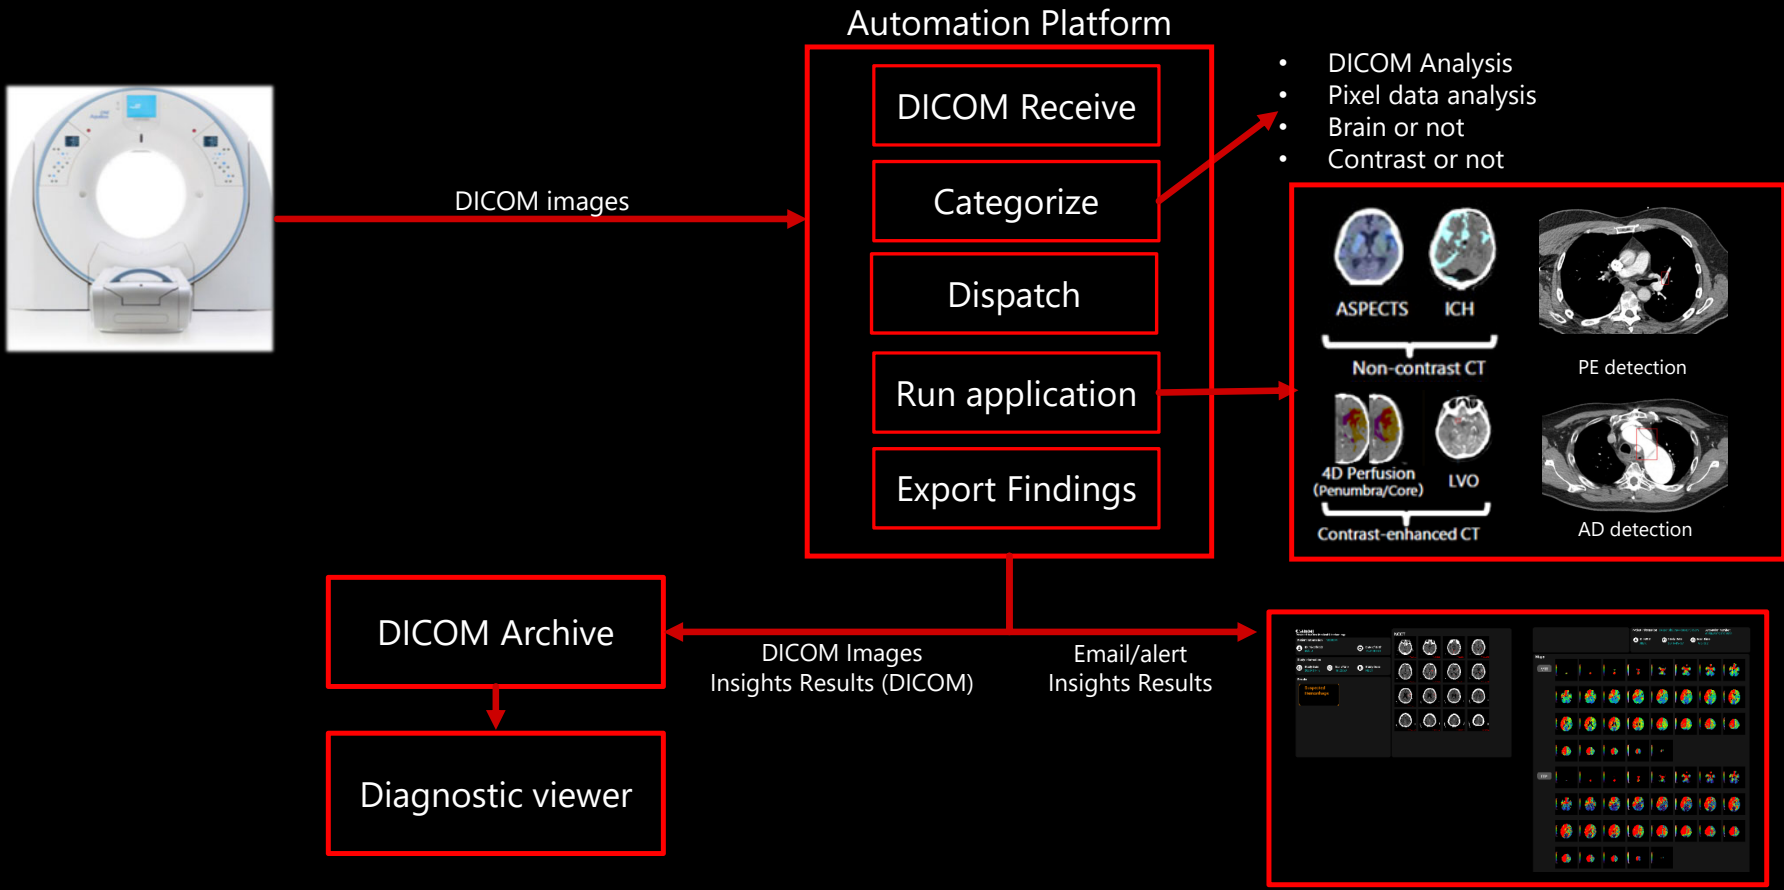 Automation Platform
DICOM Receive
Categorize
Dispatch
Run application
Export Findings
DICOM images
• DICOM Analysis
• Pixel data analysis
• Brain or not
• Contrast or not
ASPECTS
ICH
Non-contrast CT
4D Perfusion
(Penumbra/Core)
LVO
Contrast-enhanced CT
PE detection
AD detection
DICOM Archive
DICOM Images
Insights Results (DICOM)
Email/alert
Insights Results
Diagnostic viewer
Suspected
Hemorrhage